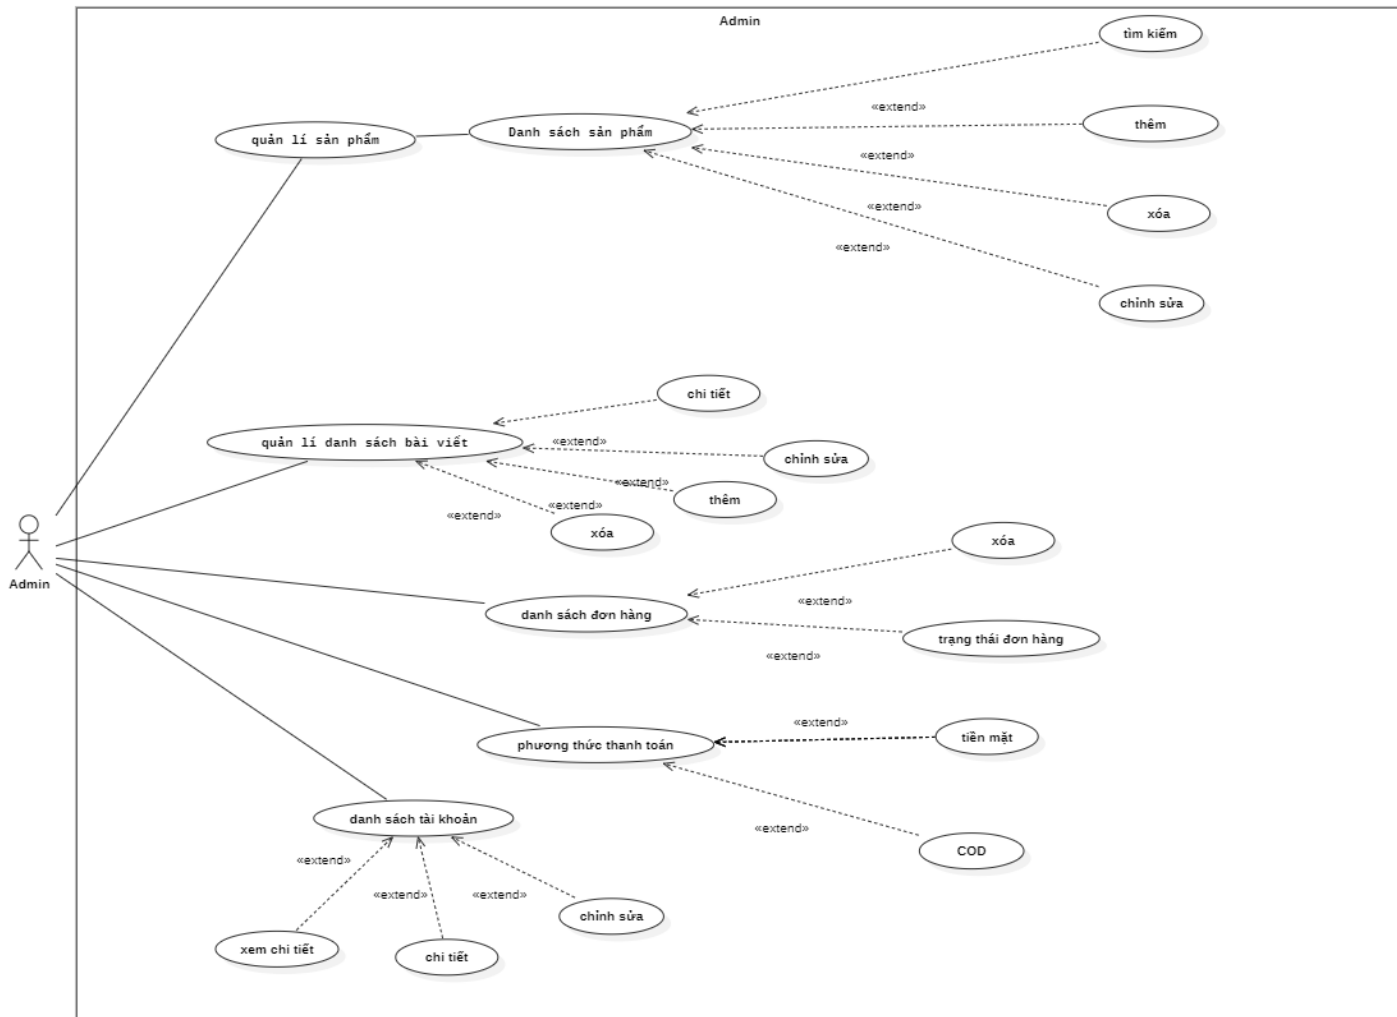 Admin
tìm kiếm
«extend»
thêm
quản lí sản phẩm
Danh sách sản phẩm
«extend»
«extend»
xóa
«extend»
chỉnh sửa
chi tiết
quản lí danh sách bài viết
«extend»
chỉnh sửa
«extend»
thêm
«extend»
«extend»
xóa
xóa
Admin
«extend»
danh sách đơn hàng
trạng thái đơn hàng
«extend»
«extend»
tiền mặt
phương thức thanh toán
danh sách tài khoản
«extend»
COD
«extend»
«extend»
«extend»
chỉnh sửa
xem chi tiết
chi tiết